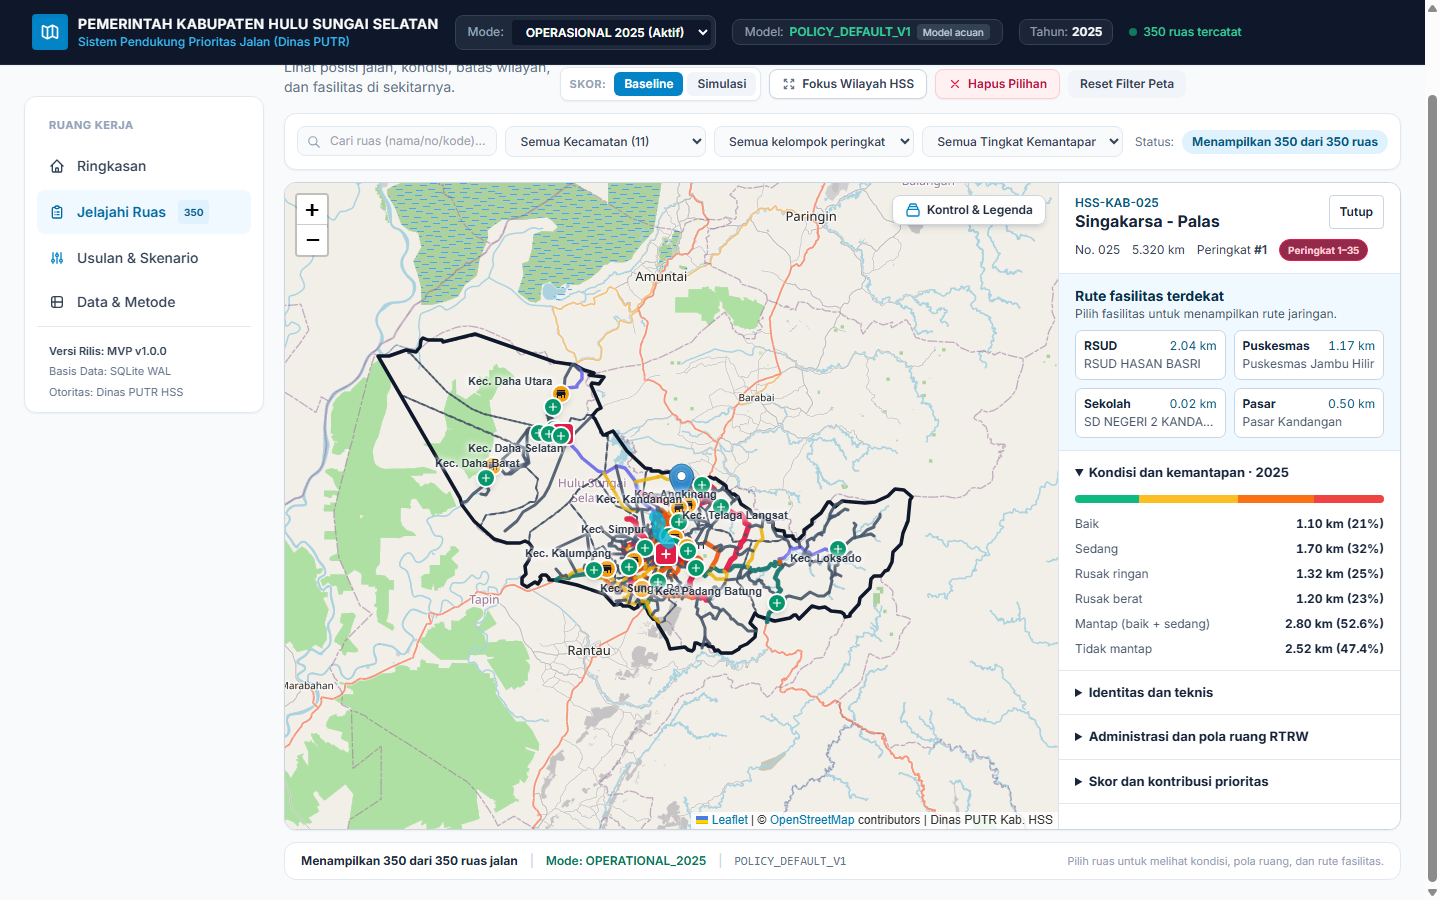 PEMERINTAH KABUPATEN HULU SUNGAI SELATAN
Sistem Pendukung Prioritas Jalan (Dinas PUTR)
Mode: OPERASIONAL 2025 (Aktif)
Model: POLICY_DEFAULT_V1 Model acuan
Tahun: 2025
350 ruas tercatat
RUANG KERJA
Ringkasan
Jelajahi Ruas 350
Usulan & Skenario
Data & Metode
Versi Rilis: MVP v1.0.0
Basis Data: SQLite WAL
Otoritas: Dinas PUTR HSS
Lihat posisi jalan, kondisi, batas wilayah,
dan fasilitas di sekitarnya.
SKOR: Baseline Simulasi
Fokus Wilayah HSS
Hapus Pilihan
Reset Filter Peta
Cari ruas (nama/no/kode)...
Semua Kecamatan (11)
Semua kelompok peringkat
Semua Tingkat Kemantapan
Status: Menampilkan 350 dari 350 ruas
+
−
Kontrol & Legenda
Paringin
Amuntai
Barabai
Kec. Daha Utara
Kec. Daha Selatan
Kec. Daha Barat
Hulu Sungai
Kec. Angkinang
Kec. Kandangan
Kec. Telaga Langsat
Kec. Simpur
Kec. Kalumpang
Kec. Loksado
Kec. Padang Batung
Tapin
Rantau
Marabahan
Leaflet | © OpenStreetMap contributors | Dinas PUTR Kab. HSS
HSS-KAB-025
Singakarsa - Palas
Tutup
No. 025 5.320 km Peringkat #1 Peringkat 1–35
Rute fasilitas terdekat
Pilih fasilitas untuk menampilkan rute jaringan.
RSUD 2.04 km
RSUD HASAN BASRI
Puskesmas 1.17 km
Puskesmas Jambu Hilir
Sekolah 0.02 km
SD NEGERI 2 KANDA...
Pasar 0.50 km
Pasar Kandangan
Kondisi dan kemantapan · 2025
Baik 1.10 km (21%)
Sedang 1.70 km (32%)
Rusak ringan 1.32 km (25%)
Rusak berat 1.20 km (23%)
Mantap (baik + sedang) 2.80 km (52.6%)
Tidak mantap 2.52 km (47.4%)
Identitas dan teknis
Administrasi dan pola ruang RTRW
Skor dan kontribusi prioritas
Menampilkan 350 dari 350 ruas jalan
Mode: OPERATIONAL_2025
POLICY_DEFAULT_V1
Pilih ruas untuk melihat kondisi, pola ruang, dan rute fasilitas.